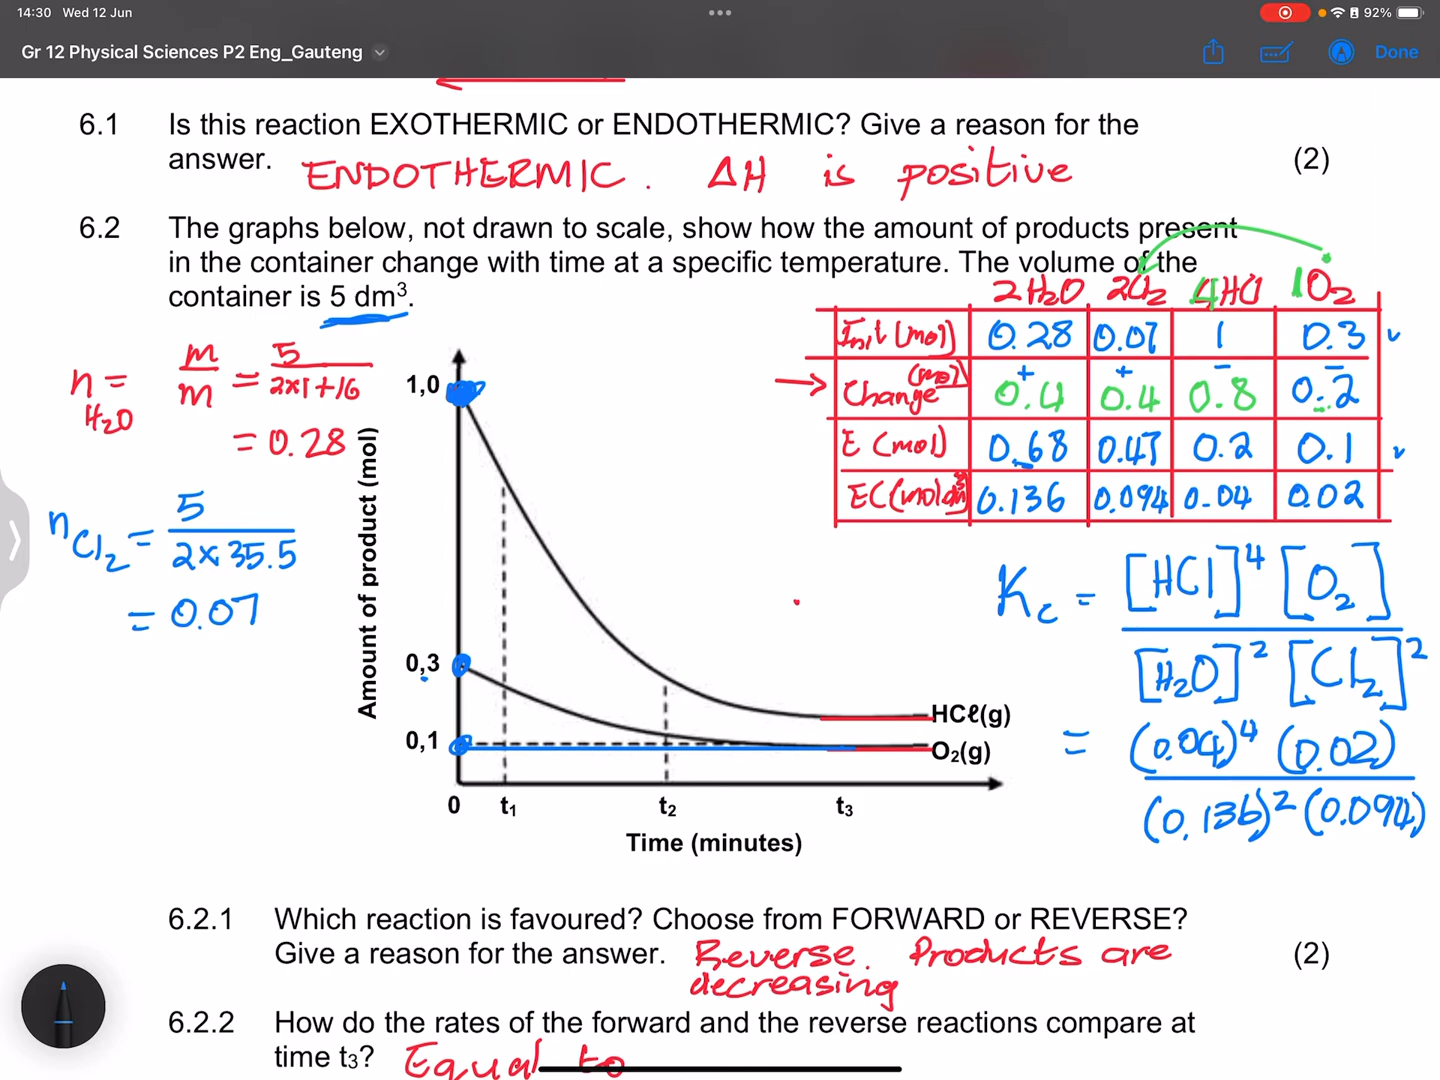 14:30 Wed 12 Jun
92%
Gr 12 Physical Sciences P2 Eng_Gauteng
Done
6.1 Is this reaction EXOTHERMIC or ENDOTHERMIC? Give a reason for the
answer. ENDOTHERMIC. ΔH is positive (2)
6.2 The graphs below, not drawn to scale, show how the amount of products present
in the container change with time at a specific temperature. The volume of the
container is 5 dm³.
2H₂O 2Cl₂ 4HCl 1O₂
Init (mol) 0.28 0.07 1 0.3
Change (mol) +0.4 +0.4 -0.8 -0.2
E (mol) 0.68 0.47 0.2 0.1
EC (mol dm³ 0.136 0.094 0.04 0.02
n H₂O = m/m = 5/2×1+16
= 0.28
nCl₂ = 5/2×35.5
= 0.07
Amount of product (mol)
1,0
0,3
0,1
HCℓ(g)
O₂(g)
0 t₁ t₂ t₃
Time (minutes)
Kc = [HCl]⁴ [O₂]
[H₂O]² [Cl₂]²
= (0.04)⁴ (0.02)
(0.136)² (0.094)
6.2.1 Which reaction is favoured? Choose from FORWARD or REVERSE?
Give a reason for the answer. Reverse. Products are (2)
decreasing
6.2.2 How do the rates of the forward and the reverse reactions compare at
time t₃? Equal to